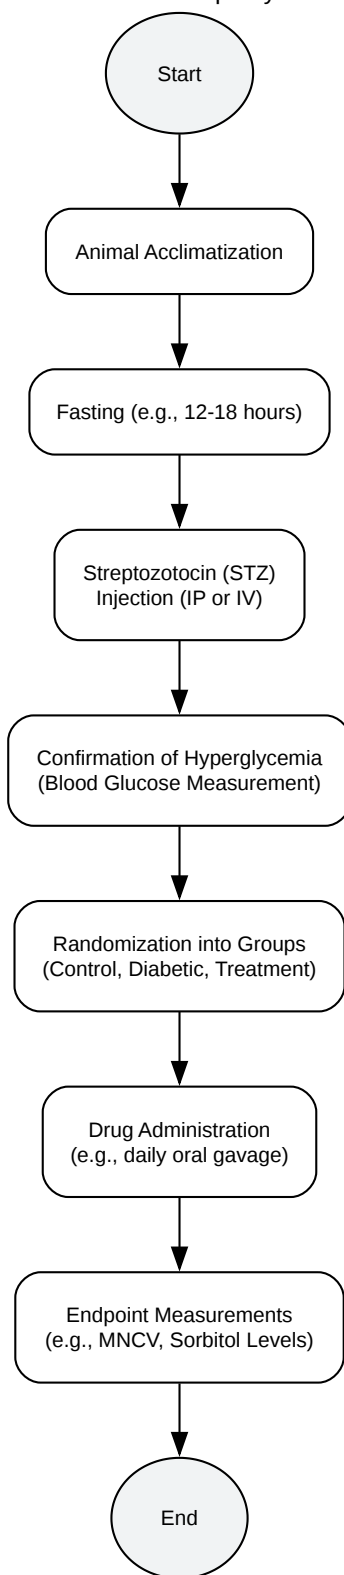 Start
Animal Acclimatization
Fasting (e.g., 12-18 hours)
Streptozotocin (STZ)
Injection (IP or IV)
Confirmation of Hyperglycemia
(Blood Glucose Measurement)
Randomization into Groups
(Control, Diabetic, Treatment)
Drug Administration
(e.g., daily oral gavage)
Endpoint Measurements
(e.g., MNCV, Sorbitol Levels)
End